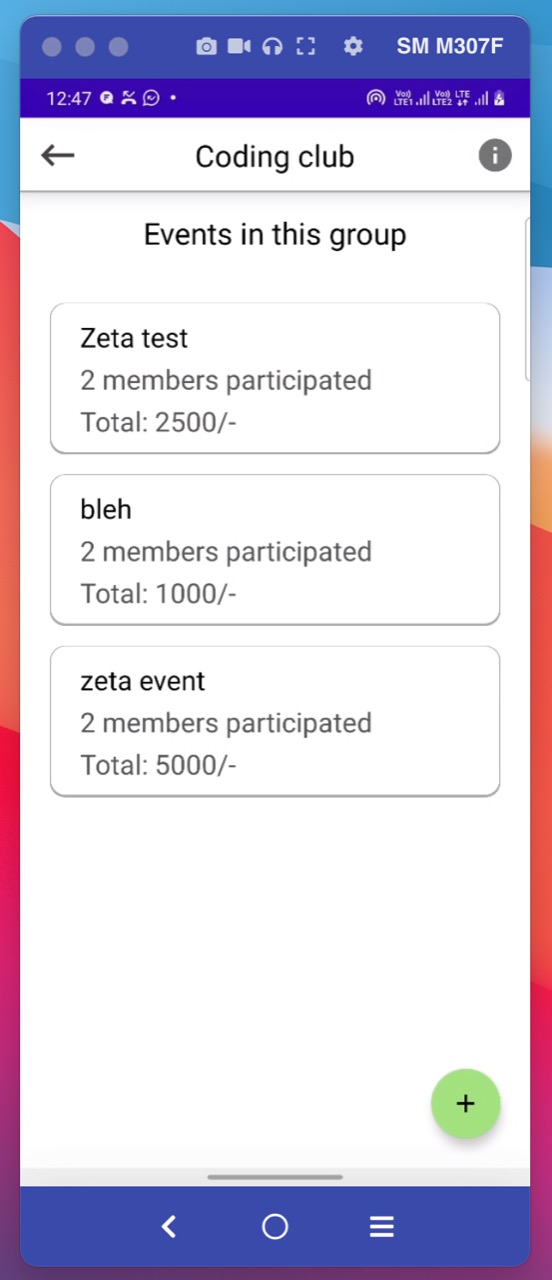 SM M307F
12:47
Vo)) LTE1 Vo)) LTE2 LTE
Coding club
Events in this group
Zeta test
2 members participated
Total: 2500/-
bleh
2 members participated
Total: 1000/-
zeta event
2 members participated
Total: 5000/-
+